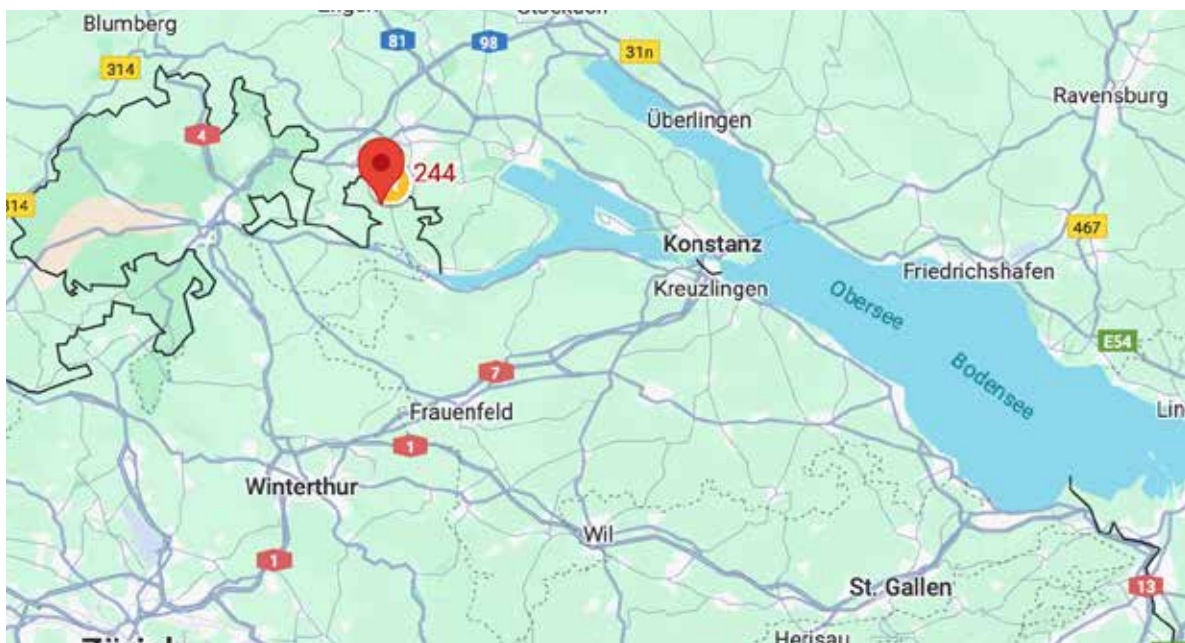 Blumberg
Stockach
81
98
31n
314
Ravensburg
Überlingen
4
244
314
467
Konstanz
Friedrichshafen
Kreuzlingen
Obersee
E54
Bodensee
7
Frauenfeld
1
Winterthur
Wil
1
St. Gallen
13
Herisau